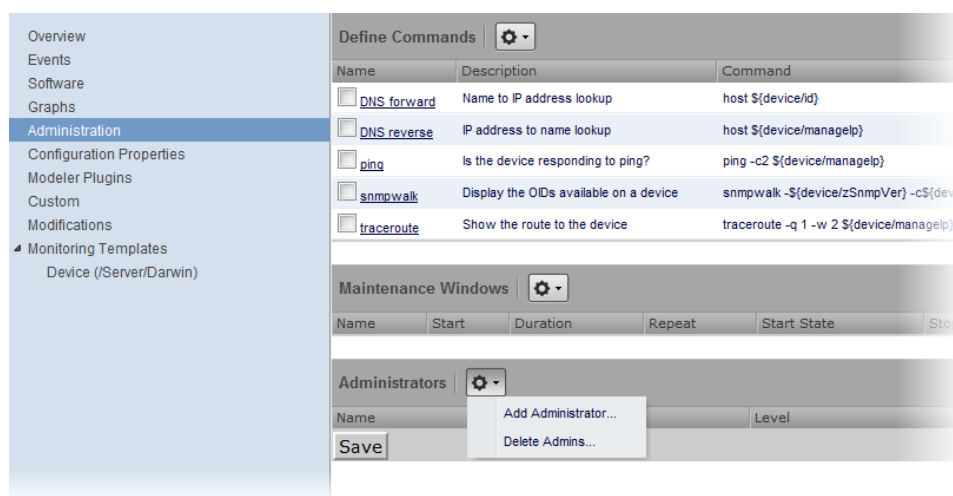 Overview
Events
Software
Graphs
Administration
Configuration Properties
Modeler Plugins
Custom
Modifications
Monitoring Templates
Device (/Server/Darwin)
Define Commands
Name Description Command
DNS forward Name to IP address lookup host ${device/id}
DNS reverse IP address to name lookup host ${device/manageIp}
ping Is the device responding to ping? ping -c2 ${device/manageIp}
snmpwalk Display the OIDs available on a device snmpwalk -${device/zSnmpVer} -c${dev
traceroute Show the route to the device traceroute -q 1 -w 2 ${device/manageIp}
Maintenance Windows
Name Start Duration Repeat Start State Sto
Administrators
Name Level
Add Administrator...
Delete Admins...
Save